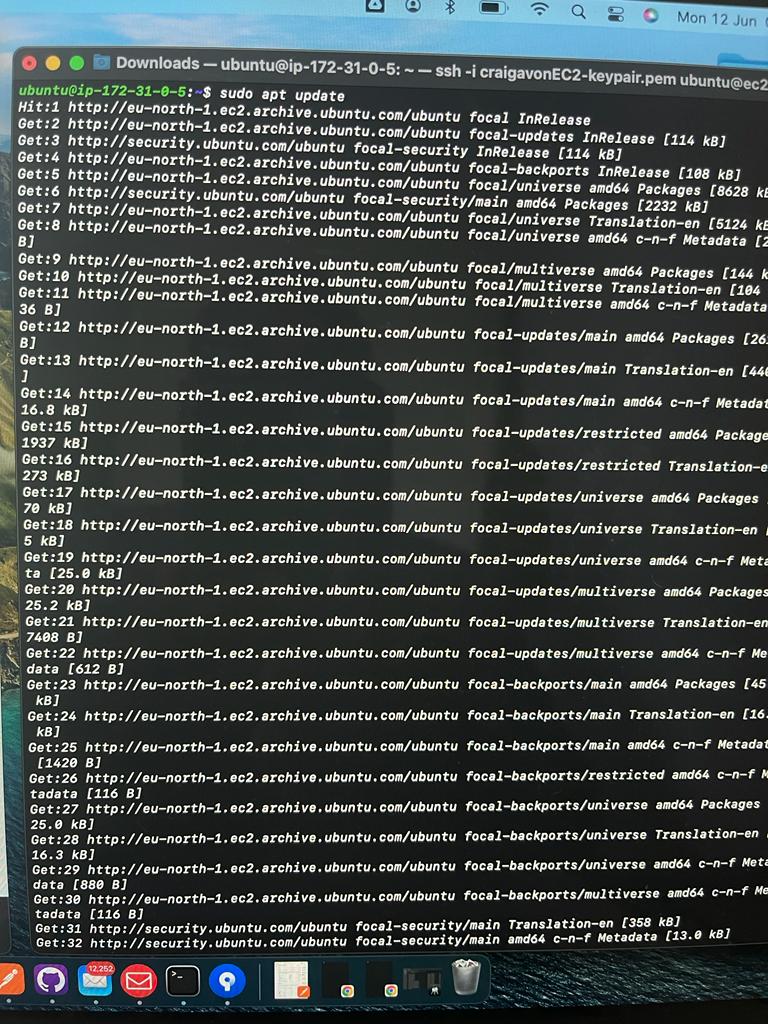 Mon 12 Jun
Downloads — ubuntu@ip-172-31-0-5: ~ — ssh -i craigavonEC2-keypair.pem ubuntu@ec2
ubuntu@ip-172-31-0-5:~$ sudo apt update
Hit:1 http://eu-north-1.ec2.archive.ubuntu.com/ubuntu focal InRelease
Get:2 http://eu-north-1.ec2.archive.ubuntu.com/ubuntu focal-updates InRelease [114 kB]
Get:3 http://security.ubuntu.com/ubuntu focal-security InRelease [114 kB]
Get:4 http://eu-north-1.ec2.archive.ubuntu.com/ubuntu focal-backports InRelease [108 kB]
Get:5 http://eu-north-1.ec2.archive.ubuntu.com/ubuntu focal/universe amd64 Packages [8628 kB
Get:6 http://security.ubuntu.com/ubuntu focal-security/main amd64 Packages [2232 kB]
Get:7 http://eu-north-1.ec2.archive.ubuntu.com/ubuntu focal/universe Translation-en [5124 kB
Get:8 http://eu-north-1.ec2.archive.ubuntu.com/ubuntu focal/universe amd64 c-n-f Metadata [2
B]
Get:9 http://eu-north-1.ec2.archive.ubuntu.com/ubuntu focal/multiverse amd64 Packages [144 k
Get:10 http://eu-north-1.ec2.archive.ubuntu.com/ubuntu focal/multiverse Translation-en [104
Get:11 http://eu-north-1.ec2.archive.ubuntu.com/ubuntu focal/multiverse amd64 c-n-f Metadata
36 B]
Get:12 http://eu-north-1.ec2.archive.ubuntu.com/ubuntu focal-updates/main amd64 Packages [26
B]
Get:13 http://eu-north-1.ec2.archive.ubuntu.com/ubuntu focal-updates/main Translation-en [440
]
Get:14 http://eu-north-1.ec2.archive.ubuntu.com/ubuntu focal-updates/main amd64 c-n-f Metadat
16.8 kB]
Get:15 http://eu-north-1.ec2.archive.ubuntu.com/ubuntu focal-updates/restricted amd64 Package
1937 kB]
Get:16 http://eu-north-1.ec2.archive.ubuntu.com/ubuntu focal-updates/restricted Translation-e
273 kB]
Get:17 http://eu-north-1.ec2.archive.ubuntu.com/ubuntu focal-updates/universe amd64 Packages
70 kB]
Get:18 http://eu-north-1.ec2.archive.ubuntu.com/ubuntu focal-updates/universe Translation-en
5 kB]
Get:19 http://eu-north-1.ec2.archive.ubuntu.com/ubuntu focal-updates/universe amd64 c-n-f Meta
ta [25.0 kB]
Get:20 http://eu-north-1.ec2.archive.ubuntu.com/ubuntu focal-updates/multiverse amd64 Packages
25.2 kB]
Get:21 http://eu-north-1.ec2.archive.ubuntu.com/ubuntu focal-updates/multiverse Translation-en
7408 B]
Get:22 http://eu-north-1.ec2.archive.ubuntu.com/ubuntu focal-updates/multiverse amd64 c-n-f Me
data [612 B]
Get:23 http://eu-north-1.ec2.archive.ubuntu.com/ubuntu focal-backports/main amd64 Packages [45
kB]
Get:24 http://eu-north-1.ec2.archive.ubuntu.com/ubuntu focal-backports/main Translation-en [16.
kB]
Get:25 http://eu-north-1.ec2.archive.ubuntu.com/ubuntu focal-backports/main amd64 c-n-f Metadat
[1420 B]
Get:26 http://eu-north-1.ec2.archive.ubuntu.com/ubuntu focal-backports/restricted amd64 c-n-f M
tadata [116 B]
Get:27 http://eu-north-1.ec2.archive.ubuntu.com/ubuntu focal-backports/universe amd64 Packages
25.0 kB]
Get:28 http://eu-north-1.ec2.archive.ubuntu.com/ubuntu focal-backports/universe Translation-en
16.3 kB]
Get:29 http://eu-north-1.ec2.archive.ubuntu.com/ubuntu focal-backports/universe amd64 c-n-f Meta
data [880 B]
Get:30 http://eu-north-1.ec2.archive.ubuntu.com/ubuntu focal-backports/multiverse amd64 c-n-f Me
tadata [116 B]
Get:31 http://security.ubuntu.com/ubuntu focal-security/main Translation-en [358 kB]
Get:32 http://security.ubuntu.com/ubuntu focal-security/main amd64 c-n-f Metadata [13.0 kB]
12,252